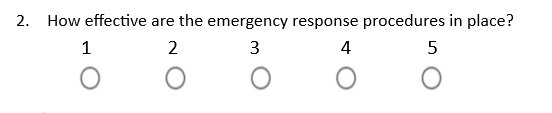 2. How effective are the emergency response procedures in place?
1 2 3 4 5